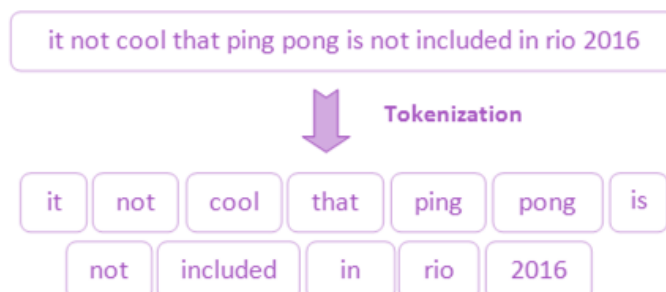 it not cool that ping pong is not included in rio 2016
Tokenization
it not cool that ping pong is
not included in rio 2016